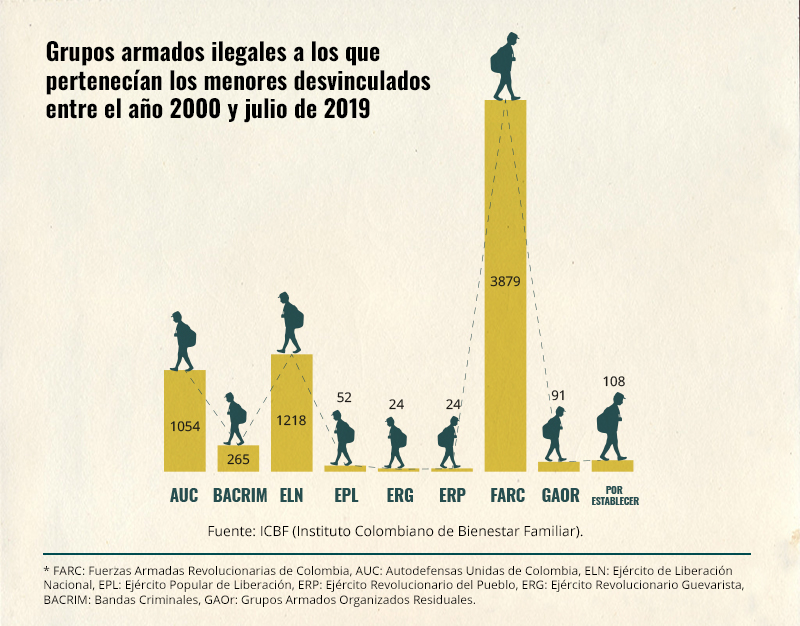 Grupos armados ilegales a los que
pertenecían los menores desvinculados
entre el año 2000 y julio de 2019
1054
265
1218
52
24
24
3879
91
108
AUC BACRIM ELN EPL ERG ERP FARC GAOR POR
ESTABLECER
Fuente: ICBF (Instituto Colombiano de Bienestar Familiar).
* FARC: Fuerzas Armadas Revolucionarias de Colombia, AUC: Autodefensas Unidas de Colombia, ELN: Ejército de Liberación
Nacional, EPL: Ejército Popular de Liberación, ERP: Ejército Revolucionario del Pueblo, ERG: Ejército Revolucionario Guevarista,
BACRIM: Bandas Criminales, GAOr: Grupos Armados Organizados Residuales.